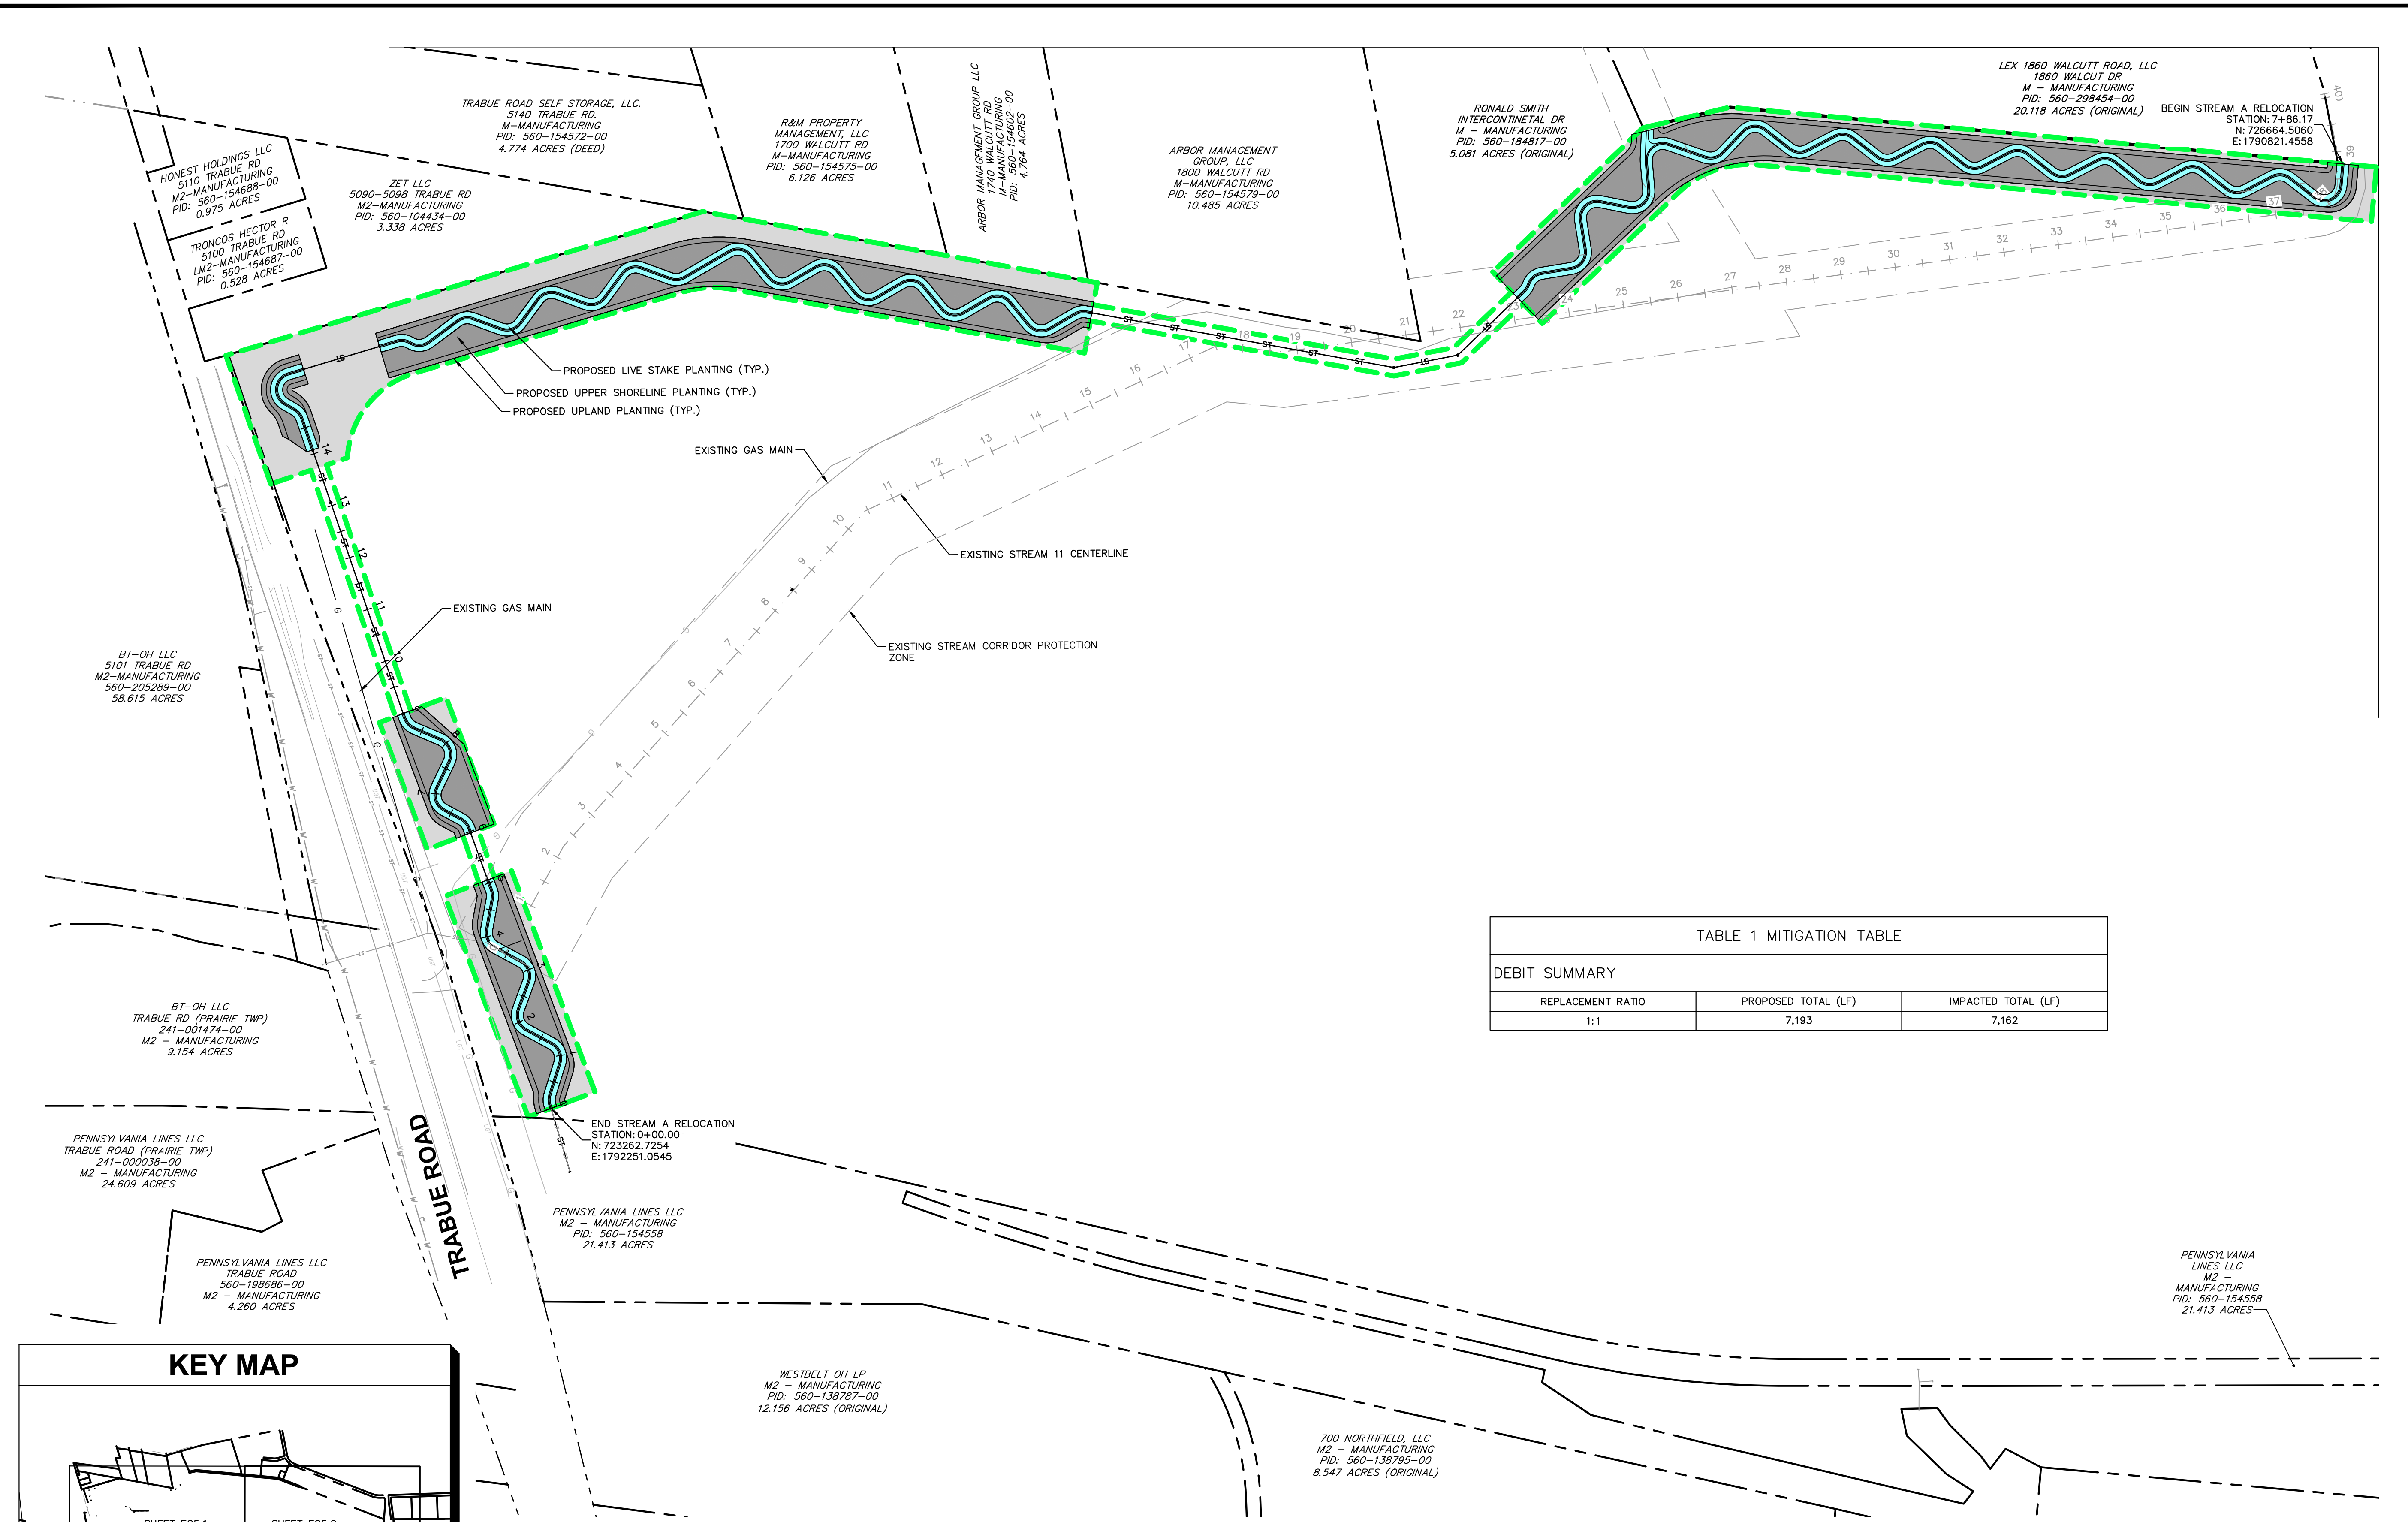 HONEST HOLDINGS LLC
5110 TRABUE RD
M2-MANUFACTURING
PID: 560-154688-00
0.975 ACRES
TRONCOS HECTOR R
5100 TRABUE RD
LM2-MANUFACTURING
PID: 560-154687-00
0.528 ACRES
ZET LLC
5090-5098 TRABUE RD
M2-MANUFACTURING
PID: 560-104434-00
3.338 ACRES
TRABUE ROAD SELF STORAGE, LLC.
5140 TRABUE RD.
M-MANUFACTURING
PID: 560-154572-00
4.774 ACRES (DEED)
R&M PROPERTY
MANAGEMENT, LLC
1700 WALCUTT RD
M-MANUFACTURING
PID: 560-154575-00
6.126 ACRES
ARBOR MANAGEMENT GROUP LLC
1740 WALCUTT RD
M-MANUFACTURING
PID: 560-154602-00
4.764 ACRES
ARBOR MANAGEMENT
GROUP, LLC
1800 WALCUTT RD
M-MANUFACTURING
PID: 560-154579-00
10.485 ACRES
RONALD SMITH
INTERCONTINETAL DR
M - MANUFACTURING
PID: 560-184817-00
5.081 ACRES (ORIGINAL)
LEX 1860 WALCUTT ROAD, LLC
1860 WALCUT DR
M - MANUFACTURING
PID: 560-298454-00
20.118 ACRES (ORIGINAL)
BEGIN STREAM A RELOCATION
STATION: 7+86.17
N: 726664.5060
E: 1790821.4558
PROPOSED LIVE STAKE PLANTING (TYP.)
PROPOSED UPPER SHORELINE PLANTING (TYP.)
PROPOSED UPLAND PLANTING (TYP.)
EXISTING GAS MAIN
EXISTING STREAM 11 CENTERLINE
EXISTING GAS MAIN
EXISTING STREAM CORRIDOR PROTECTION
ZONE
BT-OH LLC
5101 TRABUE RD
M2-MANUFACTURING
560-205289-00
58.615 ACRES
TABLE 1 MITIGATION TABLE
DEBIT SUMMARY
REPLACEMENT RATIO PROPOSED TOTAL (LF) IMPACTED TOTAL (LF)
1:1 7,193 7,162
BT-OH LLC
TRABUE RD (PRAIRIE TWP)
241-001474-00
M2 - MANUFACTURING
9.154 ACRES
END STREAM A RELOCATION
STATION: 0+00.00
N: 723262.7254
E: 1792251.0545
PENNSYLVANIA LINES LLC
TRABUE ROAD (PRAIRIE TWP)
241-000038-00
M2 - MANUFACTURING
24.609 ACRES
TRABUE ROAD
PENNSYLVANIA LINES LLC
M2 - MANUFACTURING
PID: 560-154558
21.413 ACRES
PENNSYLVANIA LINES LLC
TRABUE ROAD
560-198686-00
M2 - MANUFACTURING
4.260 ACRES
PENNSYLVANIA
LINES LLC
M2 -
MANUFACTURING
PID: 560-154558
21.413 ACRES
KEY MAP
WESTBELT OH LP
M2 - MANUFACTURING
PID: 560-138787-00
12.156 ACRES (ORIGINAL)
700 NORTHFIELD, LLC
M2 - MANUFACTURING
PID: 560-138795-00
8.547 ACRES (ORIGINAL)